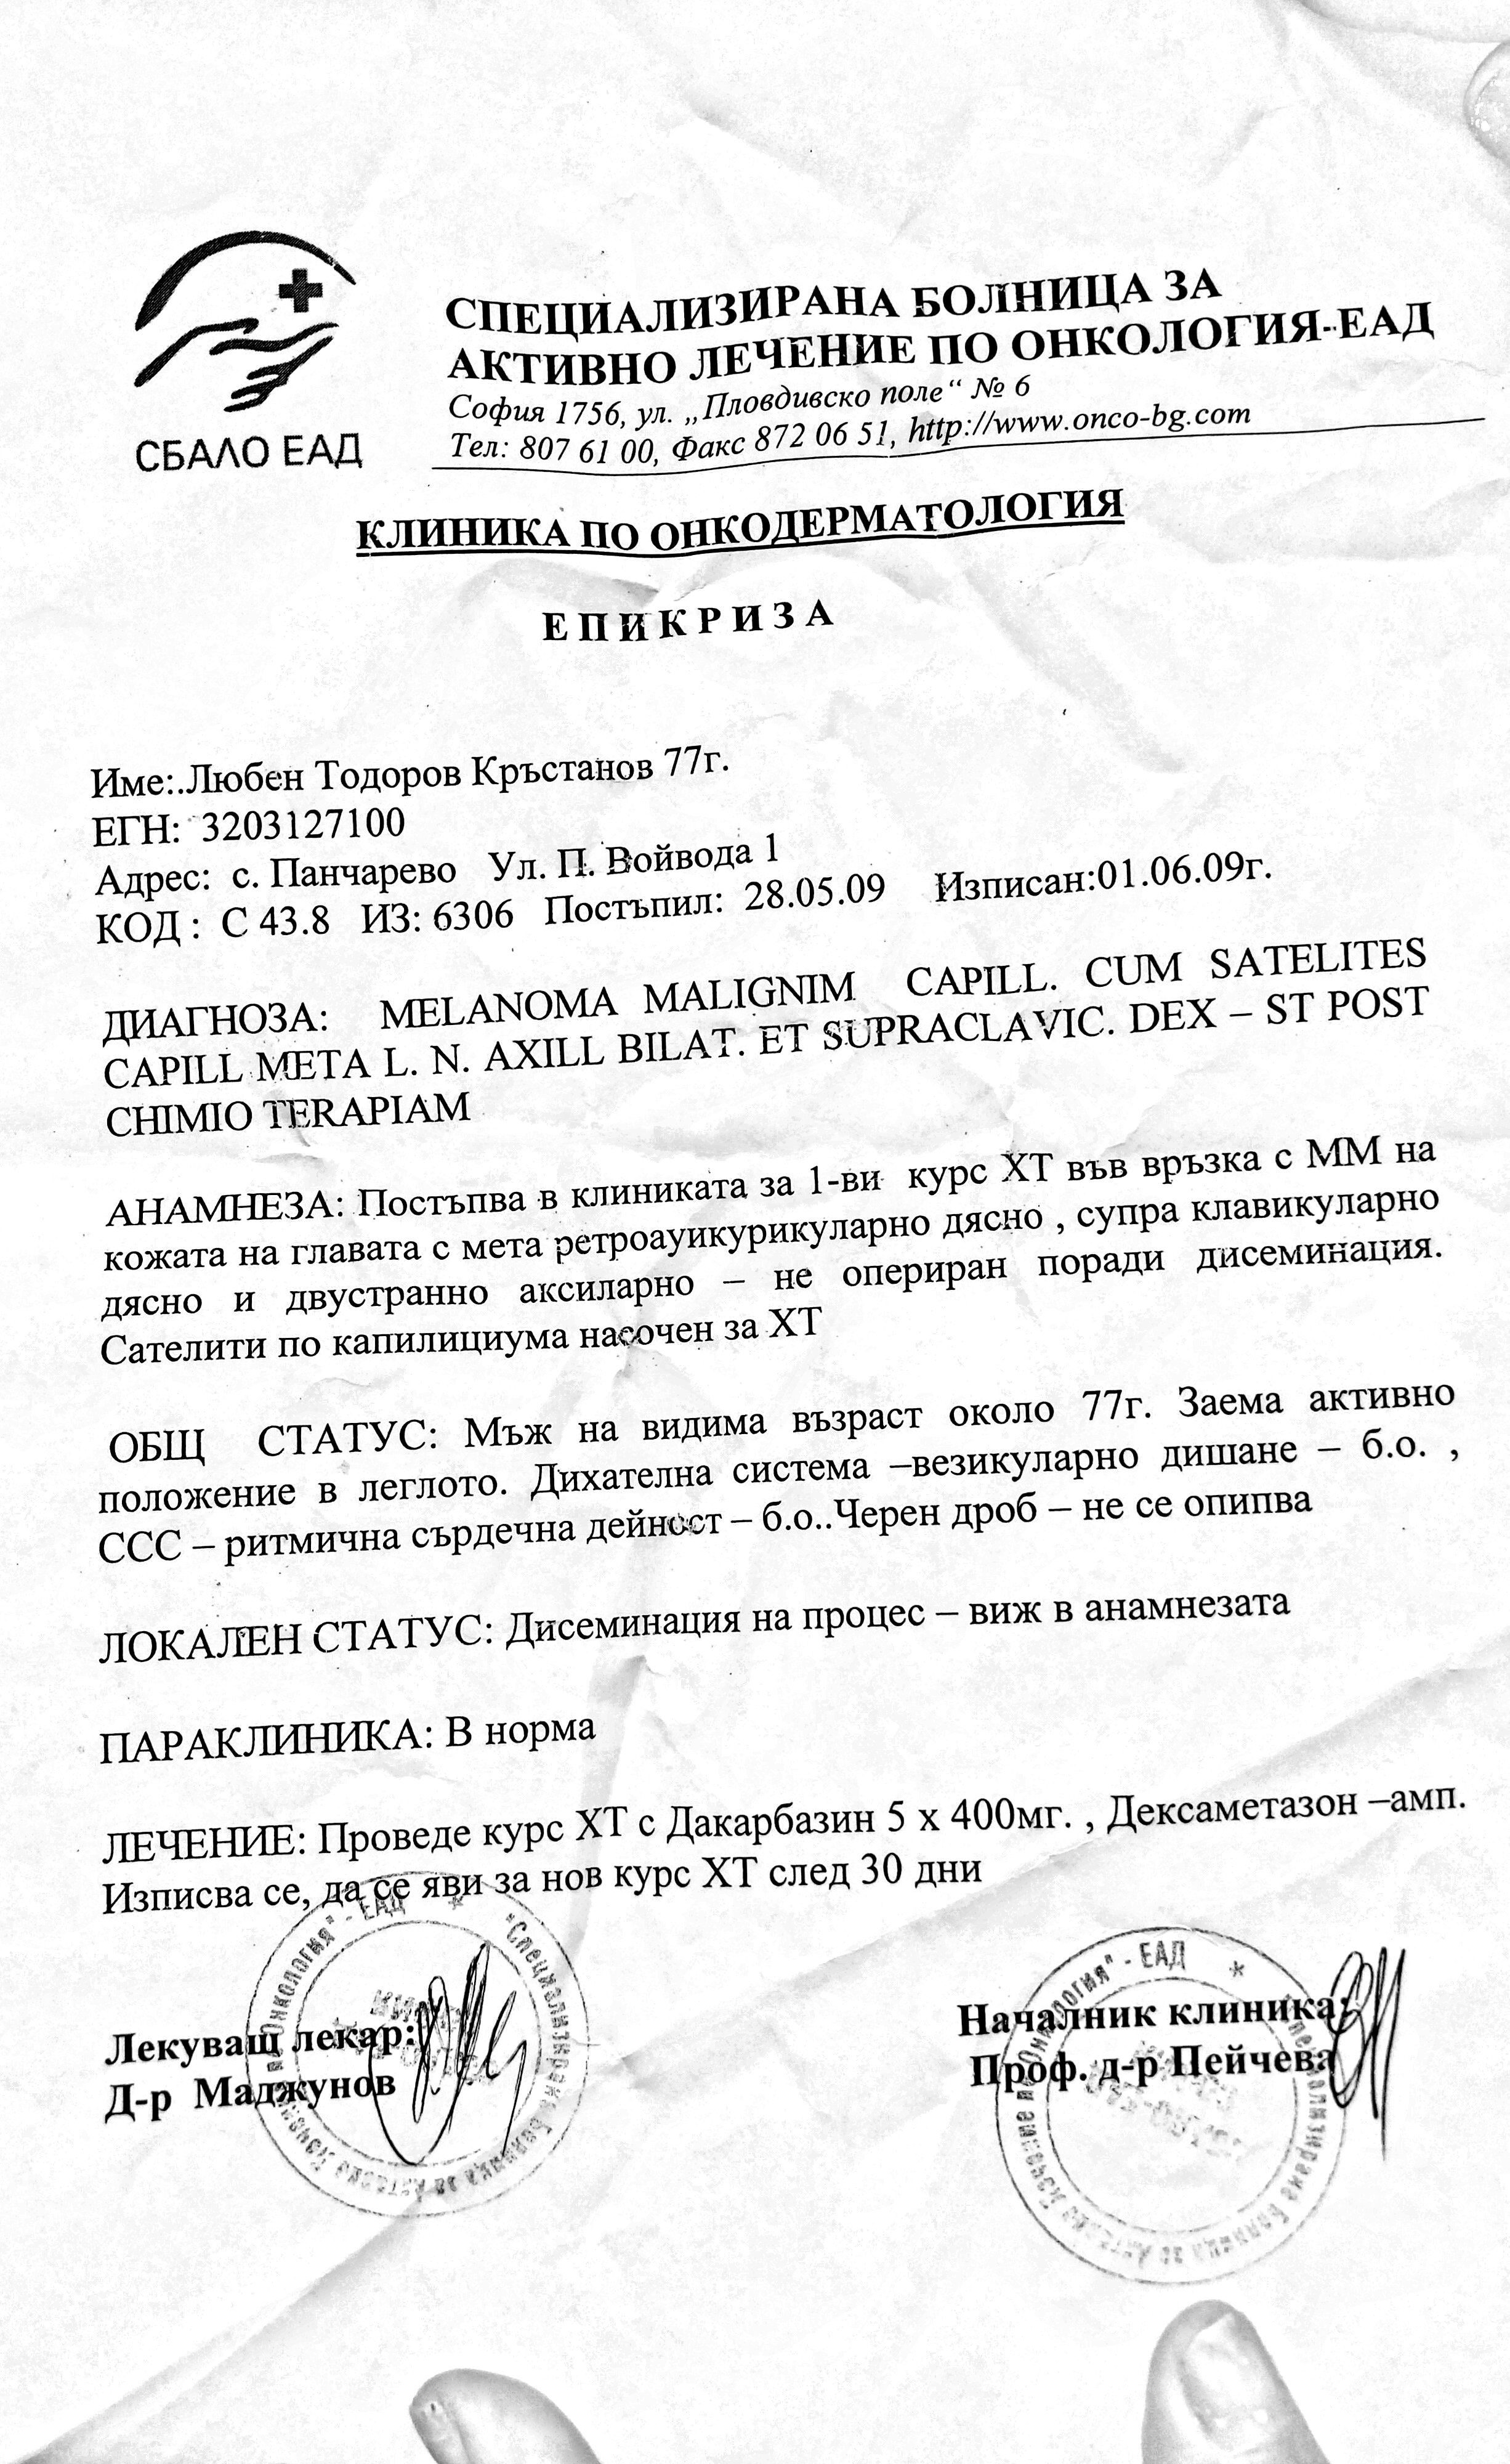 СБАЛО ЕАД
СПЕЦИАЛИЗИРАНА БОЛНИЦА ЗА
АКТИВНО ЛЕЧЕНИЕ ПО ОНКОЛОГИЯ-ЕАД
София 1756, ул. „Пловдивско поле“ № 6
Тел: 807 61 00, Факс 872 06 51, http://www.onco-bg.com
КЛИНИКА ПО ОНКОДЕРМАТОЛОГИЯ
Е П И К Р И З А
Име:.Любен Тодоров Кръстанов 77г.
ЕГН: 3203127100
Адрес: с. Панчарево Ул. П. Войвода 1
КОД : С 43.8 ИЗ: 6306 Постъпил: 28.05.09 Изписан:01.06.09г.
ДИАГНОЗА: MELANOMA MALIGNIM CAPILL. CUM SATELITES
CAPILL META L. N. AXILL BILAT. ET SUPRACLAVIC. DEX – ST POST
CHIMIO TERAPIAM
АНАМНЕЗА: Постъпва в клиниката за 1-ви курс ХТ във връзка с ММ на
кожата на главата с мета ретроауикурикуларно дясно , супра клавикуларно
дясно и двустранно аксиларно – не опериран поради дисеминация.
Сателити по капилициума насочен за ХТ
ОБЩ СТАТУС: Мъж на видима възраст около 77г. Заема активно
положение в леглото. Дихателна система –везикуларно дишане – б.о. ,
ССС – ритмична сърдечна дейност – б.о..Черен дроб – не се опипва
ЛОКАЛЕН СТАТУС: Дисеминация на процес – виж в анамнезата
ПАРАКЛИНИКА: В норма
ЛЕЧЕНИЕ: Проведе курс ХТ с Дакарбазин 5 х 400мг. , Дексаметазон –амп.
Изписва се, да се яви за нов курс ХТ след 30 дни
Лекуващ лекар:
Д-р Маджунов
Началник клиника:
Проф. д-р Пейчева
"Специализирана Болница за Активно Лечение по Онкология" - ЕАД *
"Специализирана Болница за Активно Лечение по Онкология" - ЕАД *